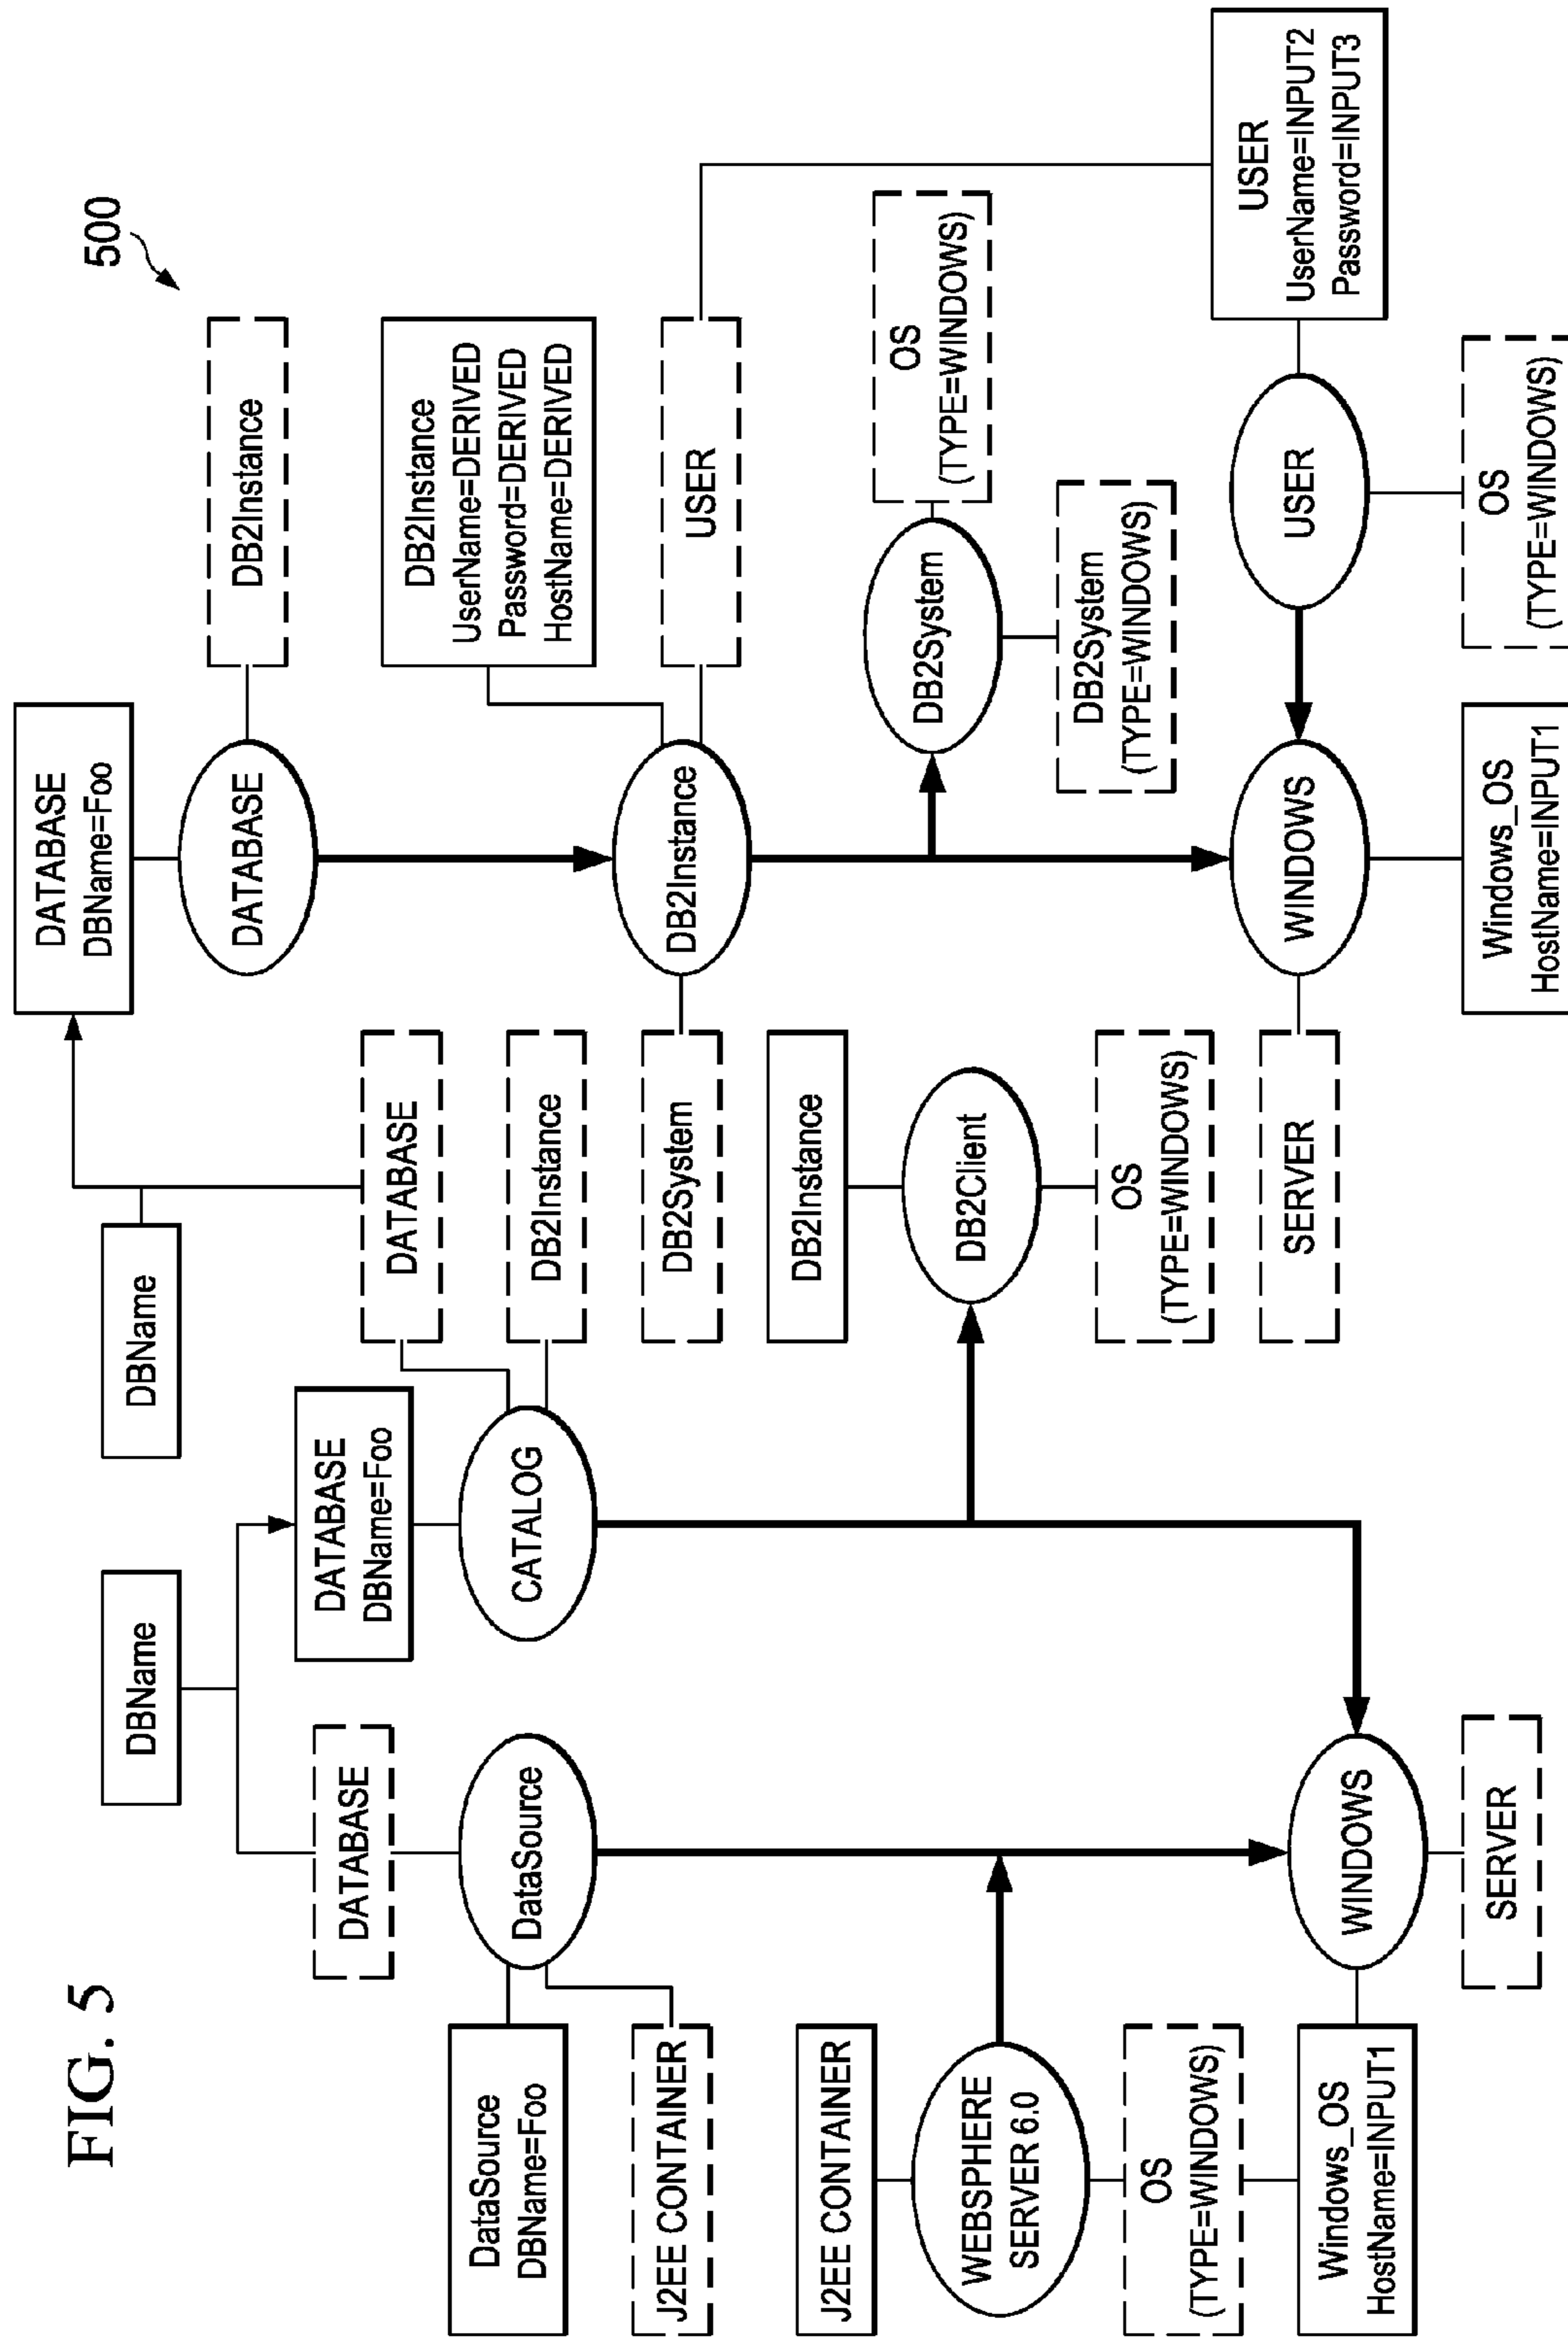 FIG. 5
500
DBName
DBName
DATABASE
DBName=Foo
DATABASE
DATABASE
DBName=Foo
DATABASE
DB2Instance
DataSource
DBName=Foo
DataSource
CATALOG
DATABASE
DB2Instance
DB2Instance
UserName=DERIVED
Password=DERIVED
HostName=DERIVED
J2EE CONTAINER
DB2System
DB2Instance
USER
J2EE CONTAINER
DB2Instance
WEBSPHERE
SERVER 6.0
DB2Client
DB2System
OS
(TYPE=WINDOWS)
OS
(TYPE=WINDOWS)
OS
(TYPE=WINDOWS)
DB2System
(TYPE=WINDOWS)
Windows_OS
HostName=INPUT1
WINDOWS
SERVER
WINDOWS
USER
USER
UserName=INPUT2
Password=INPUT3
SERVER
Windows_OS
HostName=INPUT1
OS
(TYPE=WINDOWS)